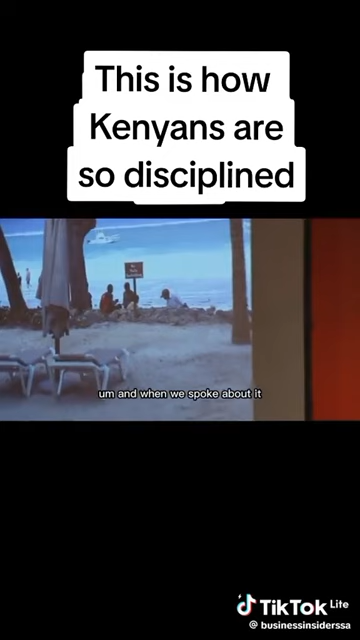 This is how
Kenyans are
so disciplined
um and when we spoke about it
TikTok Lite
@ businessinsiderssa